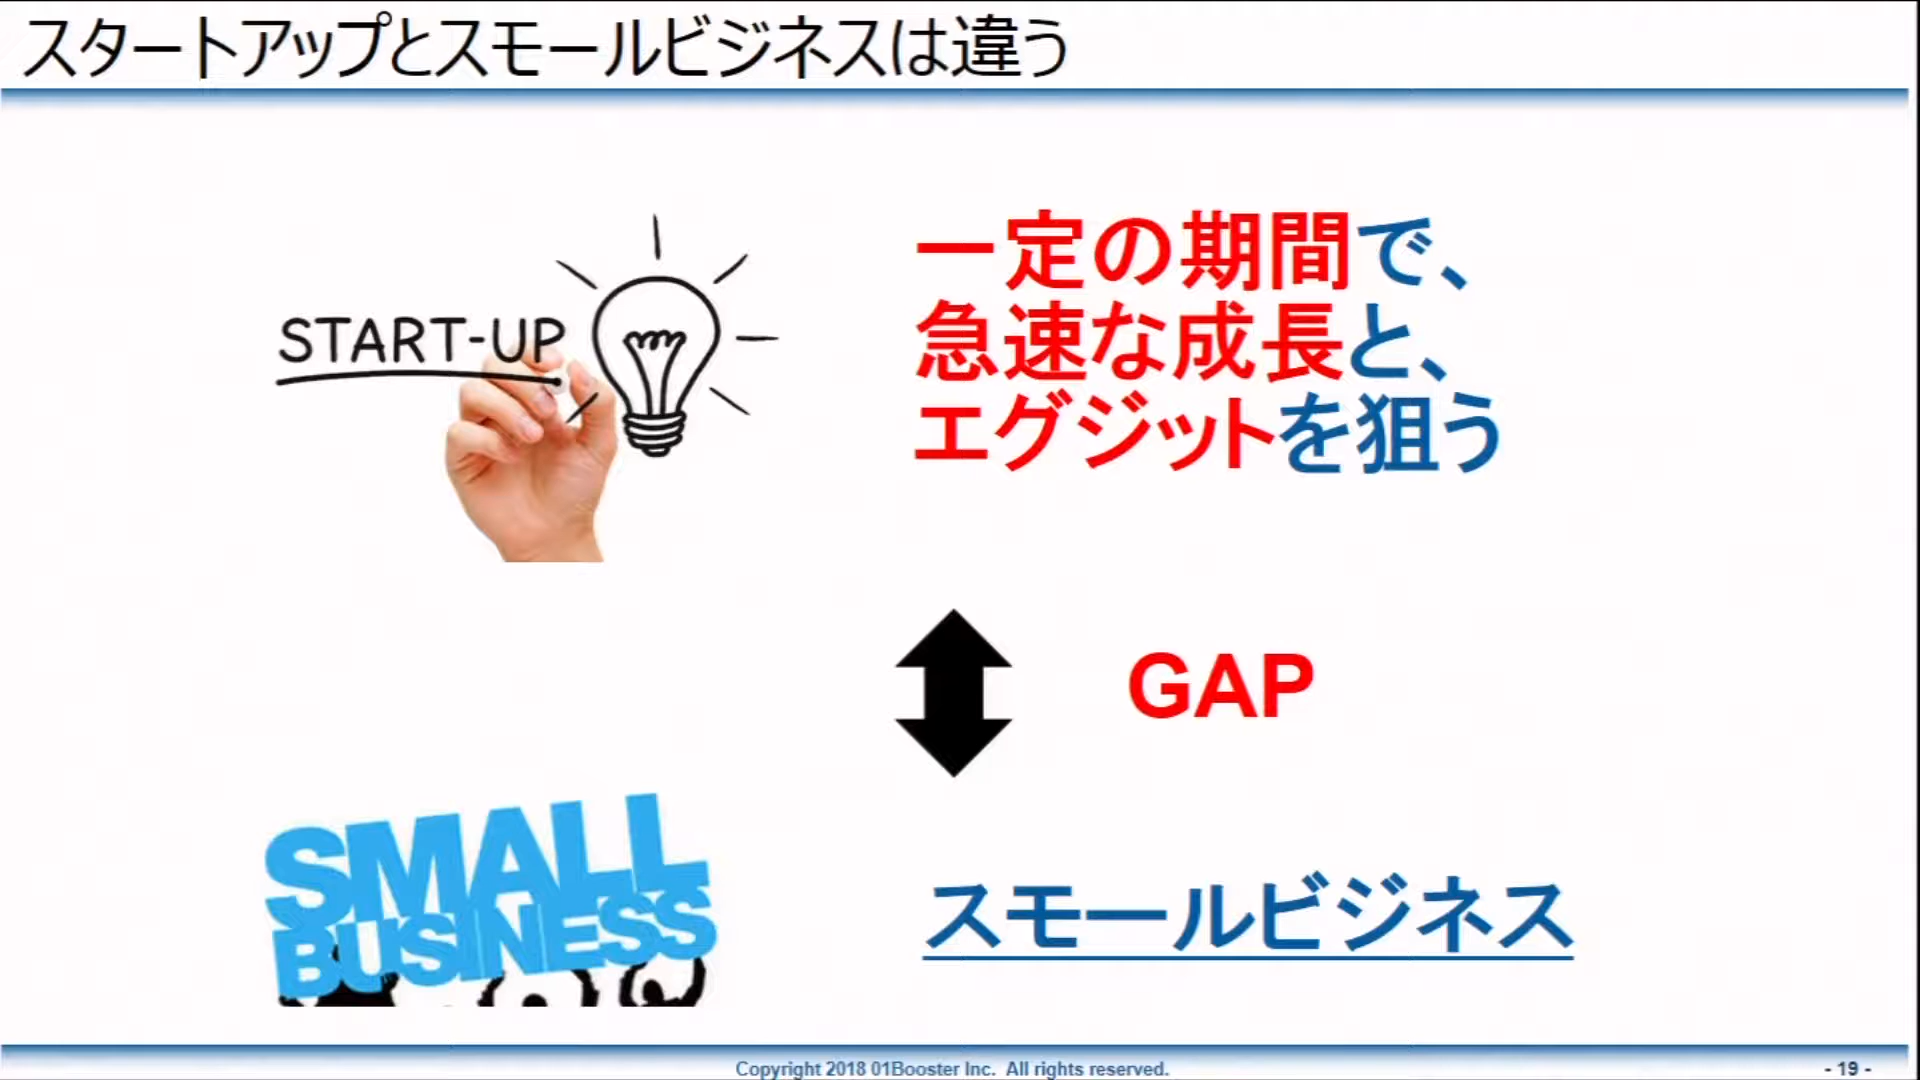 スタートアップとスモールビジネスは違う
START-UP
一定の期間で、
急速な成長と、
エグジットを狙う
GAP
SMALL
BUSINESS
スモールビジネス
Copyright 2018 01Booster Inc. All rights reserved.
- 19 -